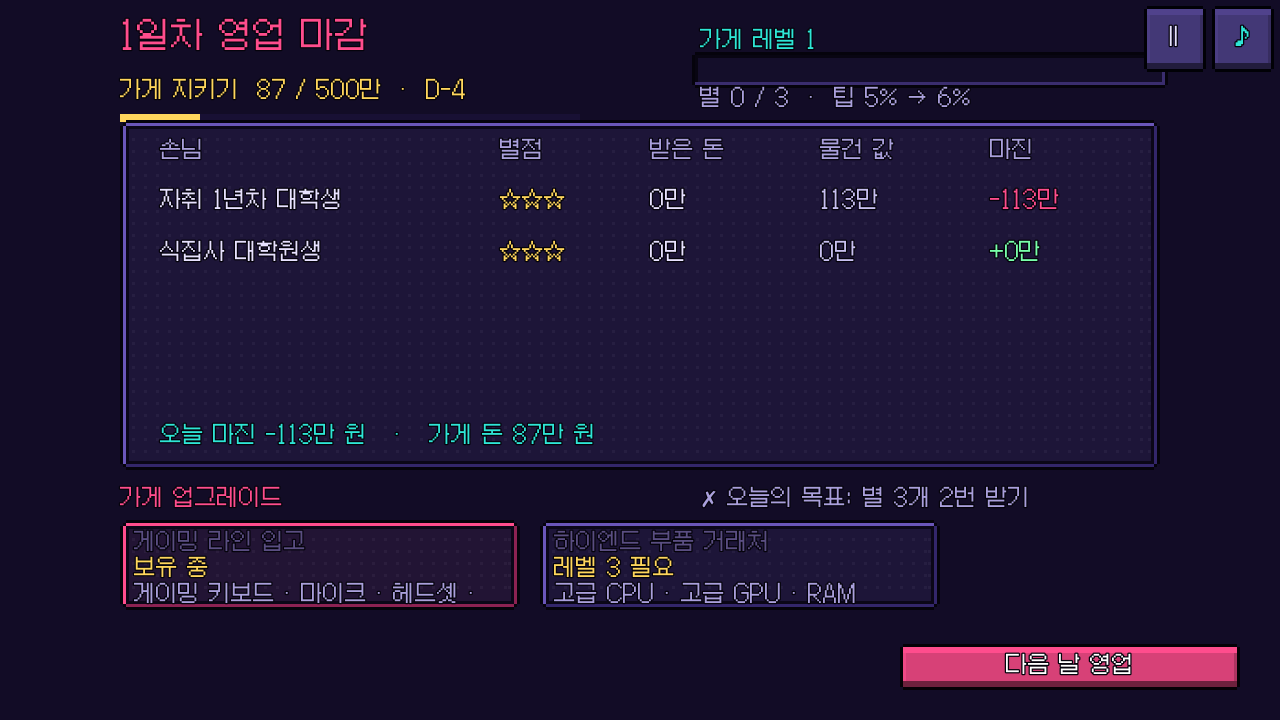 1일차 영업 마감
가게 지키기 87 / 500만 · D-4
가게 레벨 1
별 0 / 3 · 팁 5% → 6%
손님 별점 받은 돈 물건 값 마진
자취 1년차 대학생 ☆☆☆ 0만 113만 -113만
식집사 대학원생 ☆☆☆ 0만 0만 +0만
오늘 마진 -113만 원 · 가게 돈 87만 원
가게 업그레이드
✗ 오늘의 목표: 별 3개 2번 받기
게이밍 라인 입고
보유 중
게이밍 키보드 · 마이크 · 헤드셋 ·
하이엔드 부품 거래처
레벨 3 필요
고급 CPU · 고급 GPU · RAM
다음 날 영업